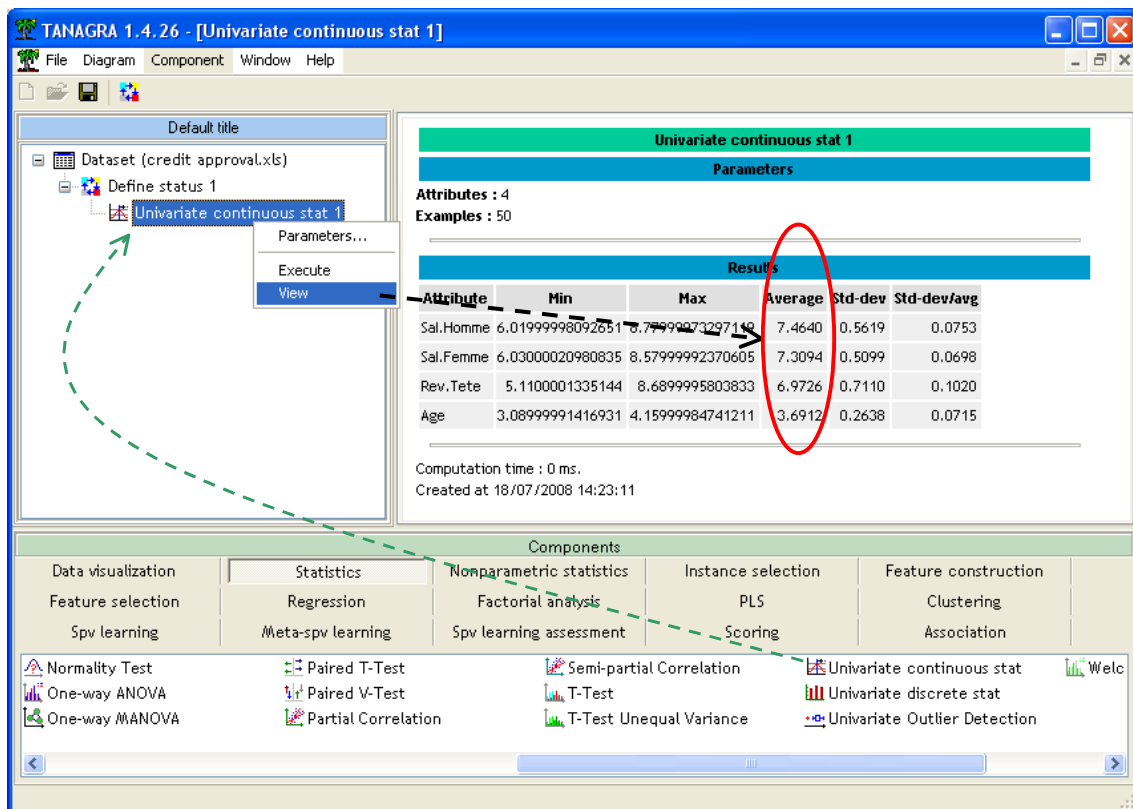 TANAGRA 1.4.26 - [Univariate continuous stat 1]
File Diagram Component Window Help
Default title
Dataset (credit approval.xls)
Define status 1
Univariate continuous stat 1
Parameters...
Execute
View
Univariate continuous stat 1
Parameters
Attributes : 4
Examples : 50
Results
Attribute Min Max Average Std-dev Std-dev/avg
Sal.Homme 6.01999998092651 8.77999973297119 7.4640 0.5619 0.0753
Sal.Femme 6.03000020980835 8.57999992370605 7.3094 0.5099 0.0698
Rev.Tete 5.1100001335144 8.6899995803833 6.9726 0.7110 0.1020
Age 3.08999991416931 4.15999984741211 3.6912 0.2638 0.0715
Computation time : 0 ms.
Created at 18/07/2008 14:23:11
Components
Data visualization Statistics Nonparametric statistics Instance selection Feature construction
Feature selection Regression Factorial analysis PLS Clustering
Spv learning Meta-spv learning Spv learning assessment Scoring Association
Normality Test Paired T-Test Semi-partial Correlation Univariate continuous stat Welc
One-way ANOVA Paired V-Test T-Test Univariate discrete stat
One-way MANOVA Partial Correlation T-Test Unequal Variance Univariate Outlier Detection